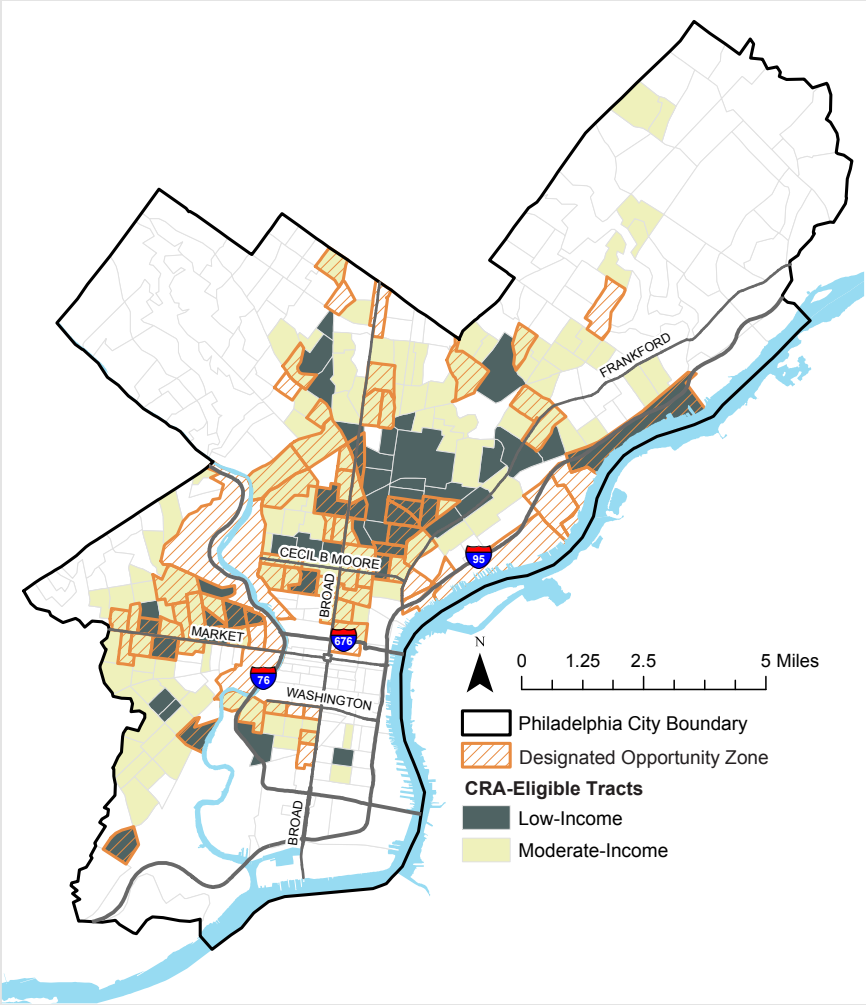 FRANKFORD
CECIL B MOORE
95
BROAD
MARKET
676
76
WASHINGTON
BROAD
N
0 1.25 2.5 5 Miles
Philadelphia City Boundary
Designated Opportunity Zone
CRA-Eligible Tracts
Low-Income
Moderate-Income